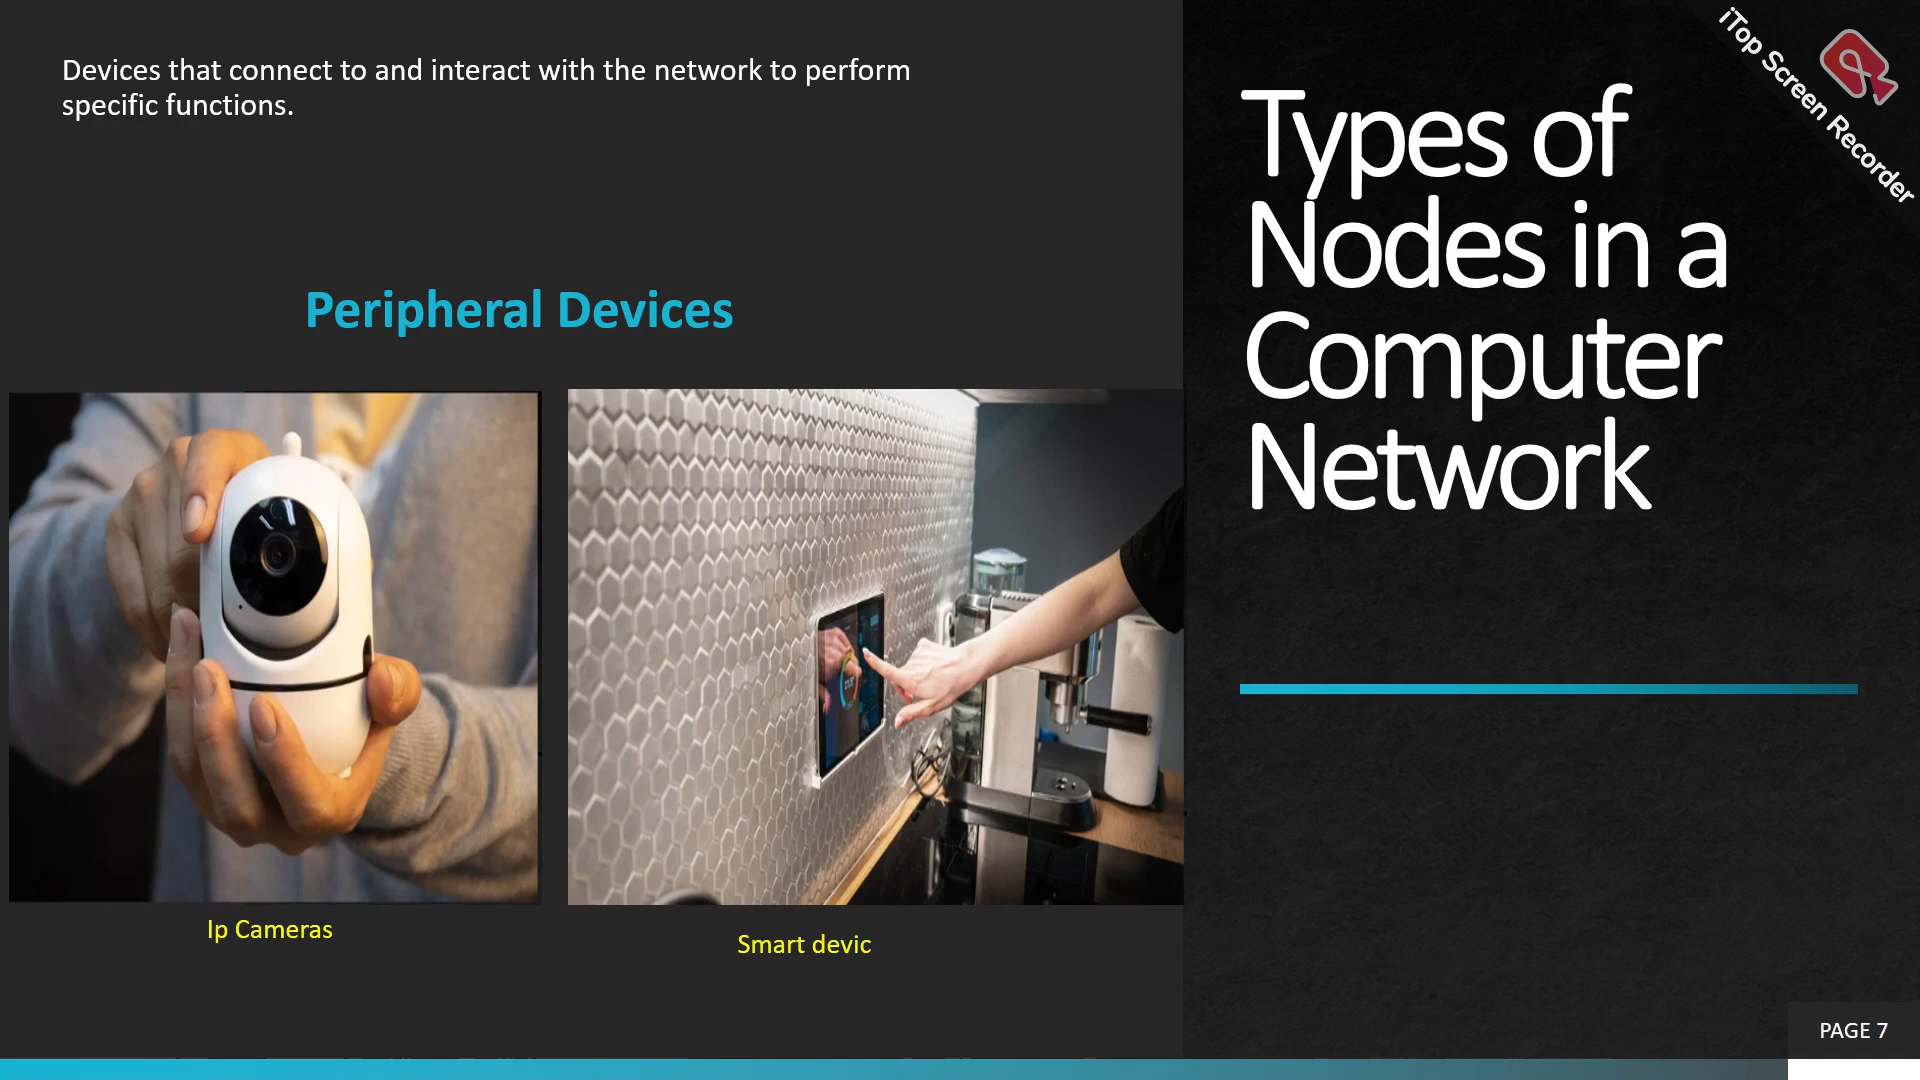 Devices that connect to and interact with the network to perform
specific functions.
Peripheral Devices
Ip Cameras
Smart devic
Types of
Nodes in a
Computer
Network
iTop Screen Recorder
PAGE 7